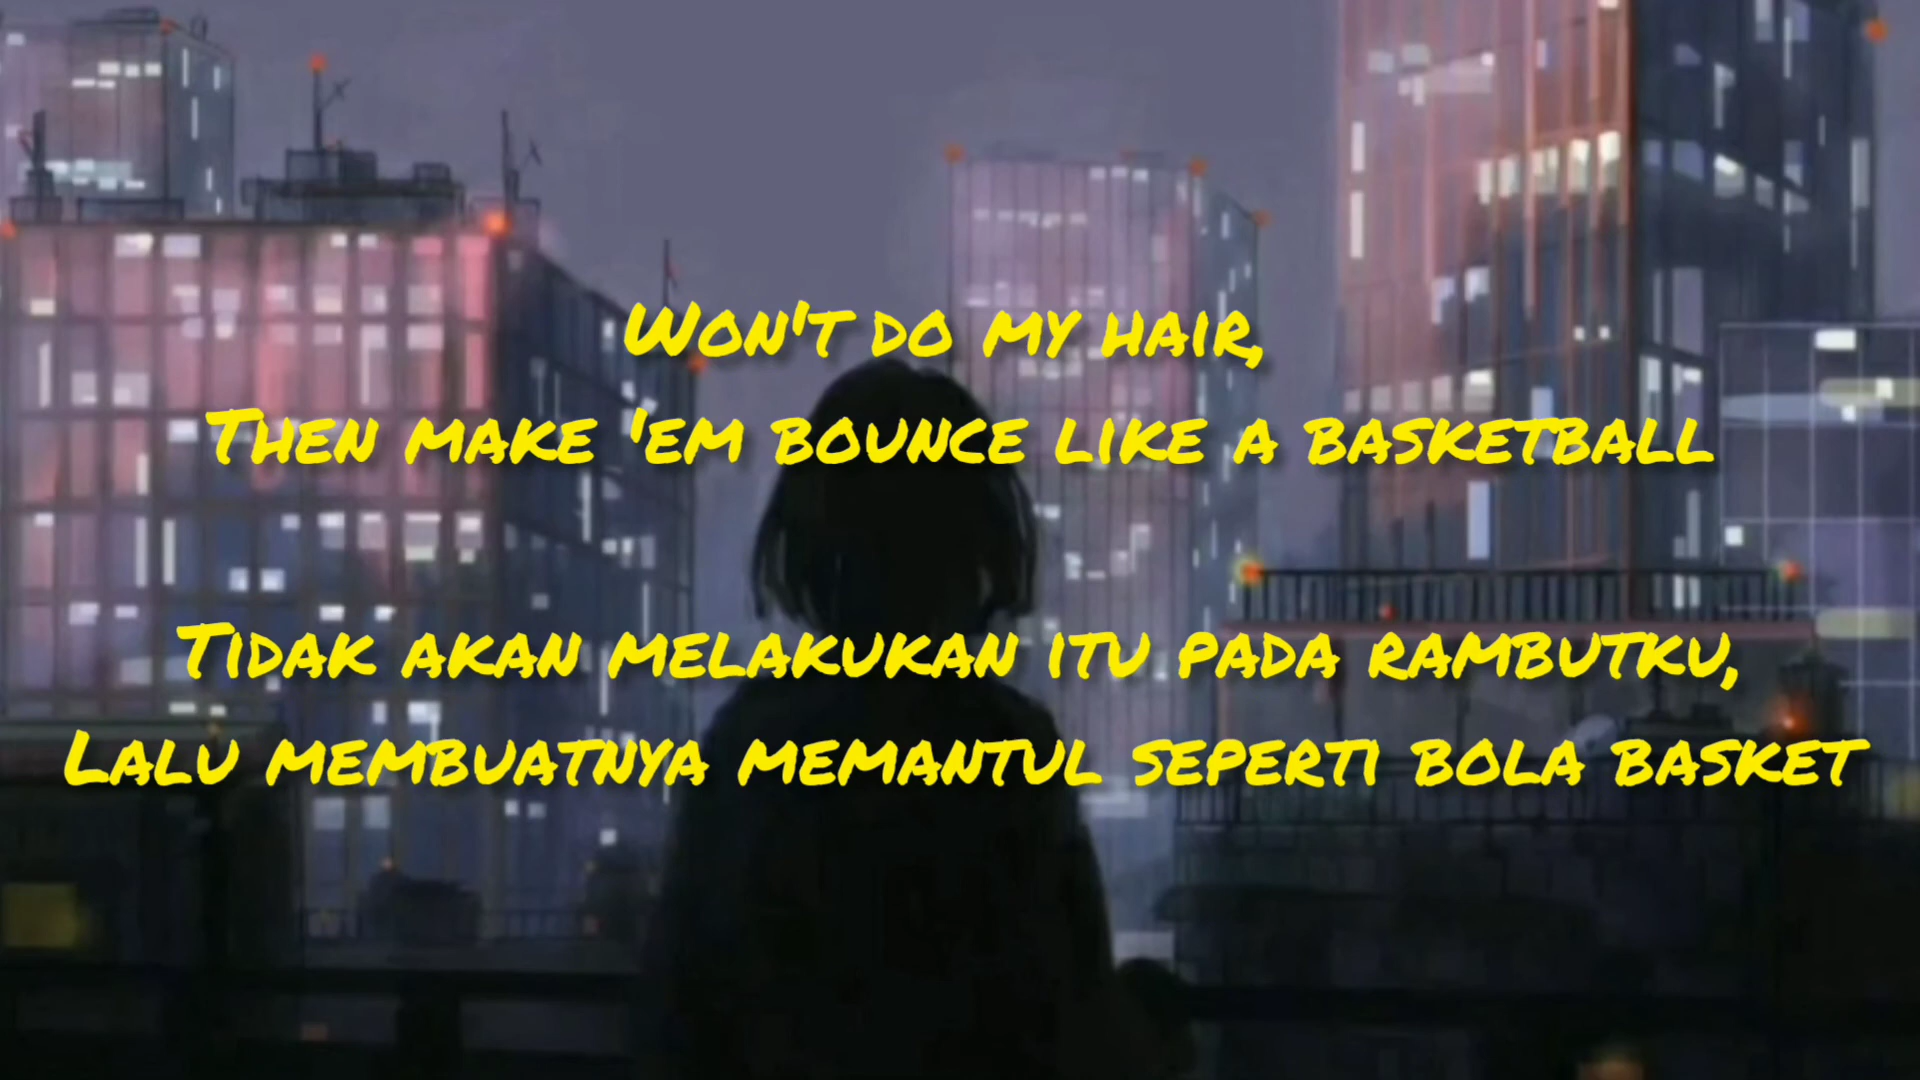 Won't do my hair,
Then make 'em bounce like a basketball
Tidak akan melakukan itu pada rambutku,
Lalu membuatnya memantul seperti bola basket